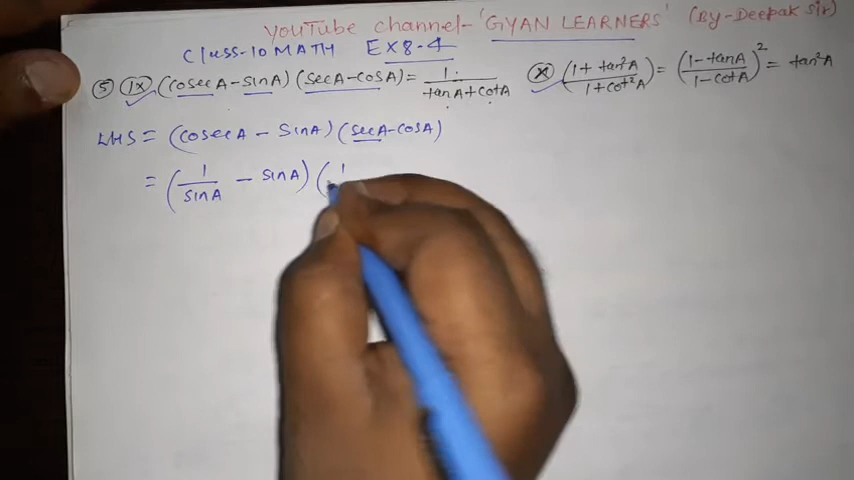 YouTube channel- 'GYAN LEARNERS' (By-Deepak sir)
Class-10 MATH EX 8.4
⑤ (ix) (cosecA - sinA) (secA - cosA) = 1/(tanA + cotA) (x) ((1 + tan²A)/(1 + cot²A)) = ((1 - tanA)/(1 - cotA))² = tan²A
LHS = (cosecA - sinA) (secA - cosA)
= (1/sinA - sinA) (1